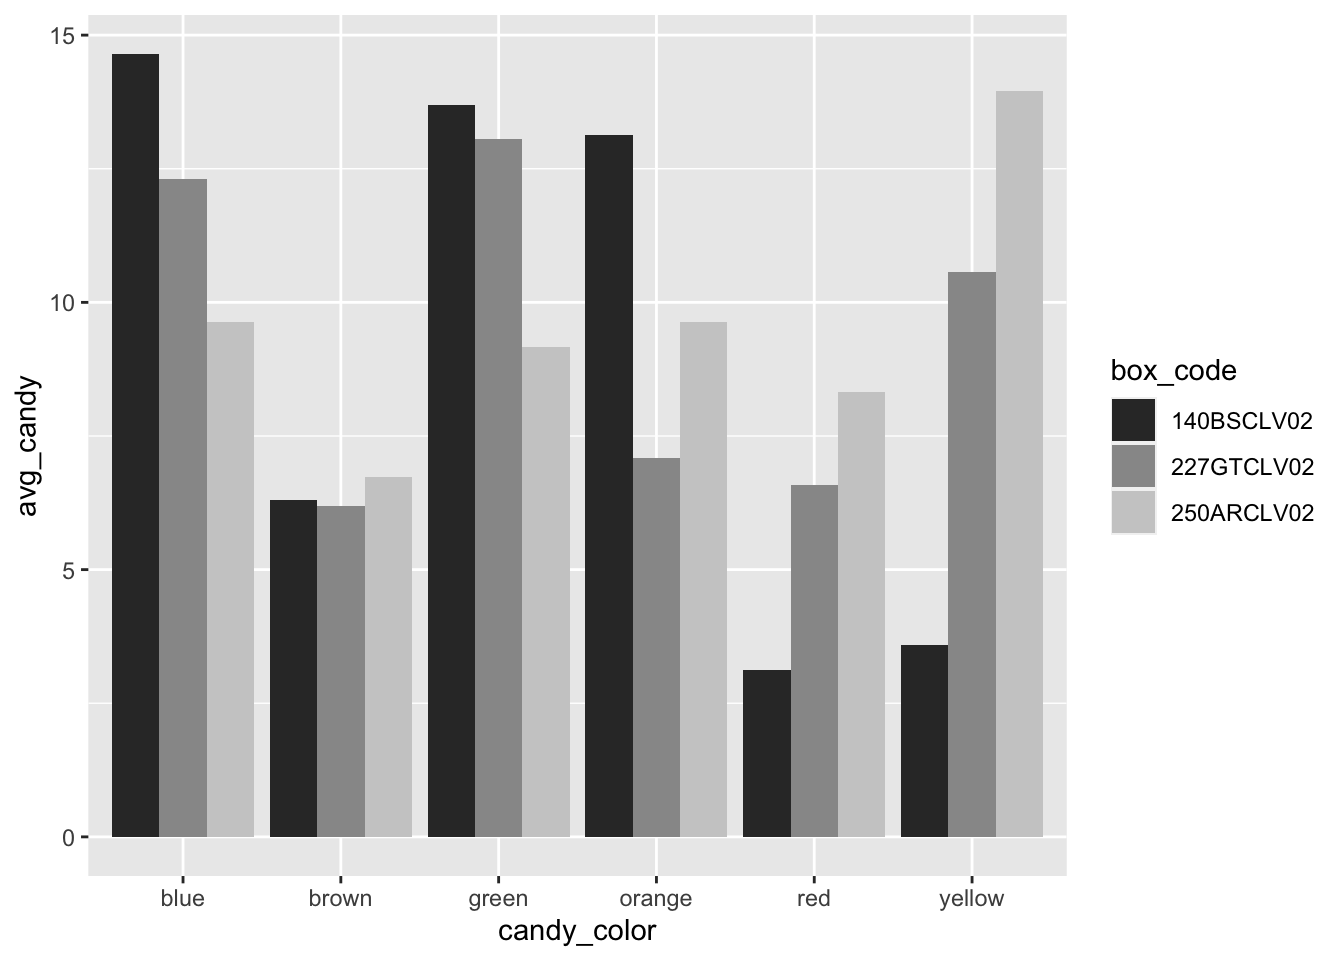 15
10
5
0
avg_candy
blue brown green orange red yellow
candy_color
box_code
140BSCLV02
227GTCLV02
250ARCLV02